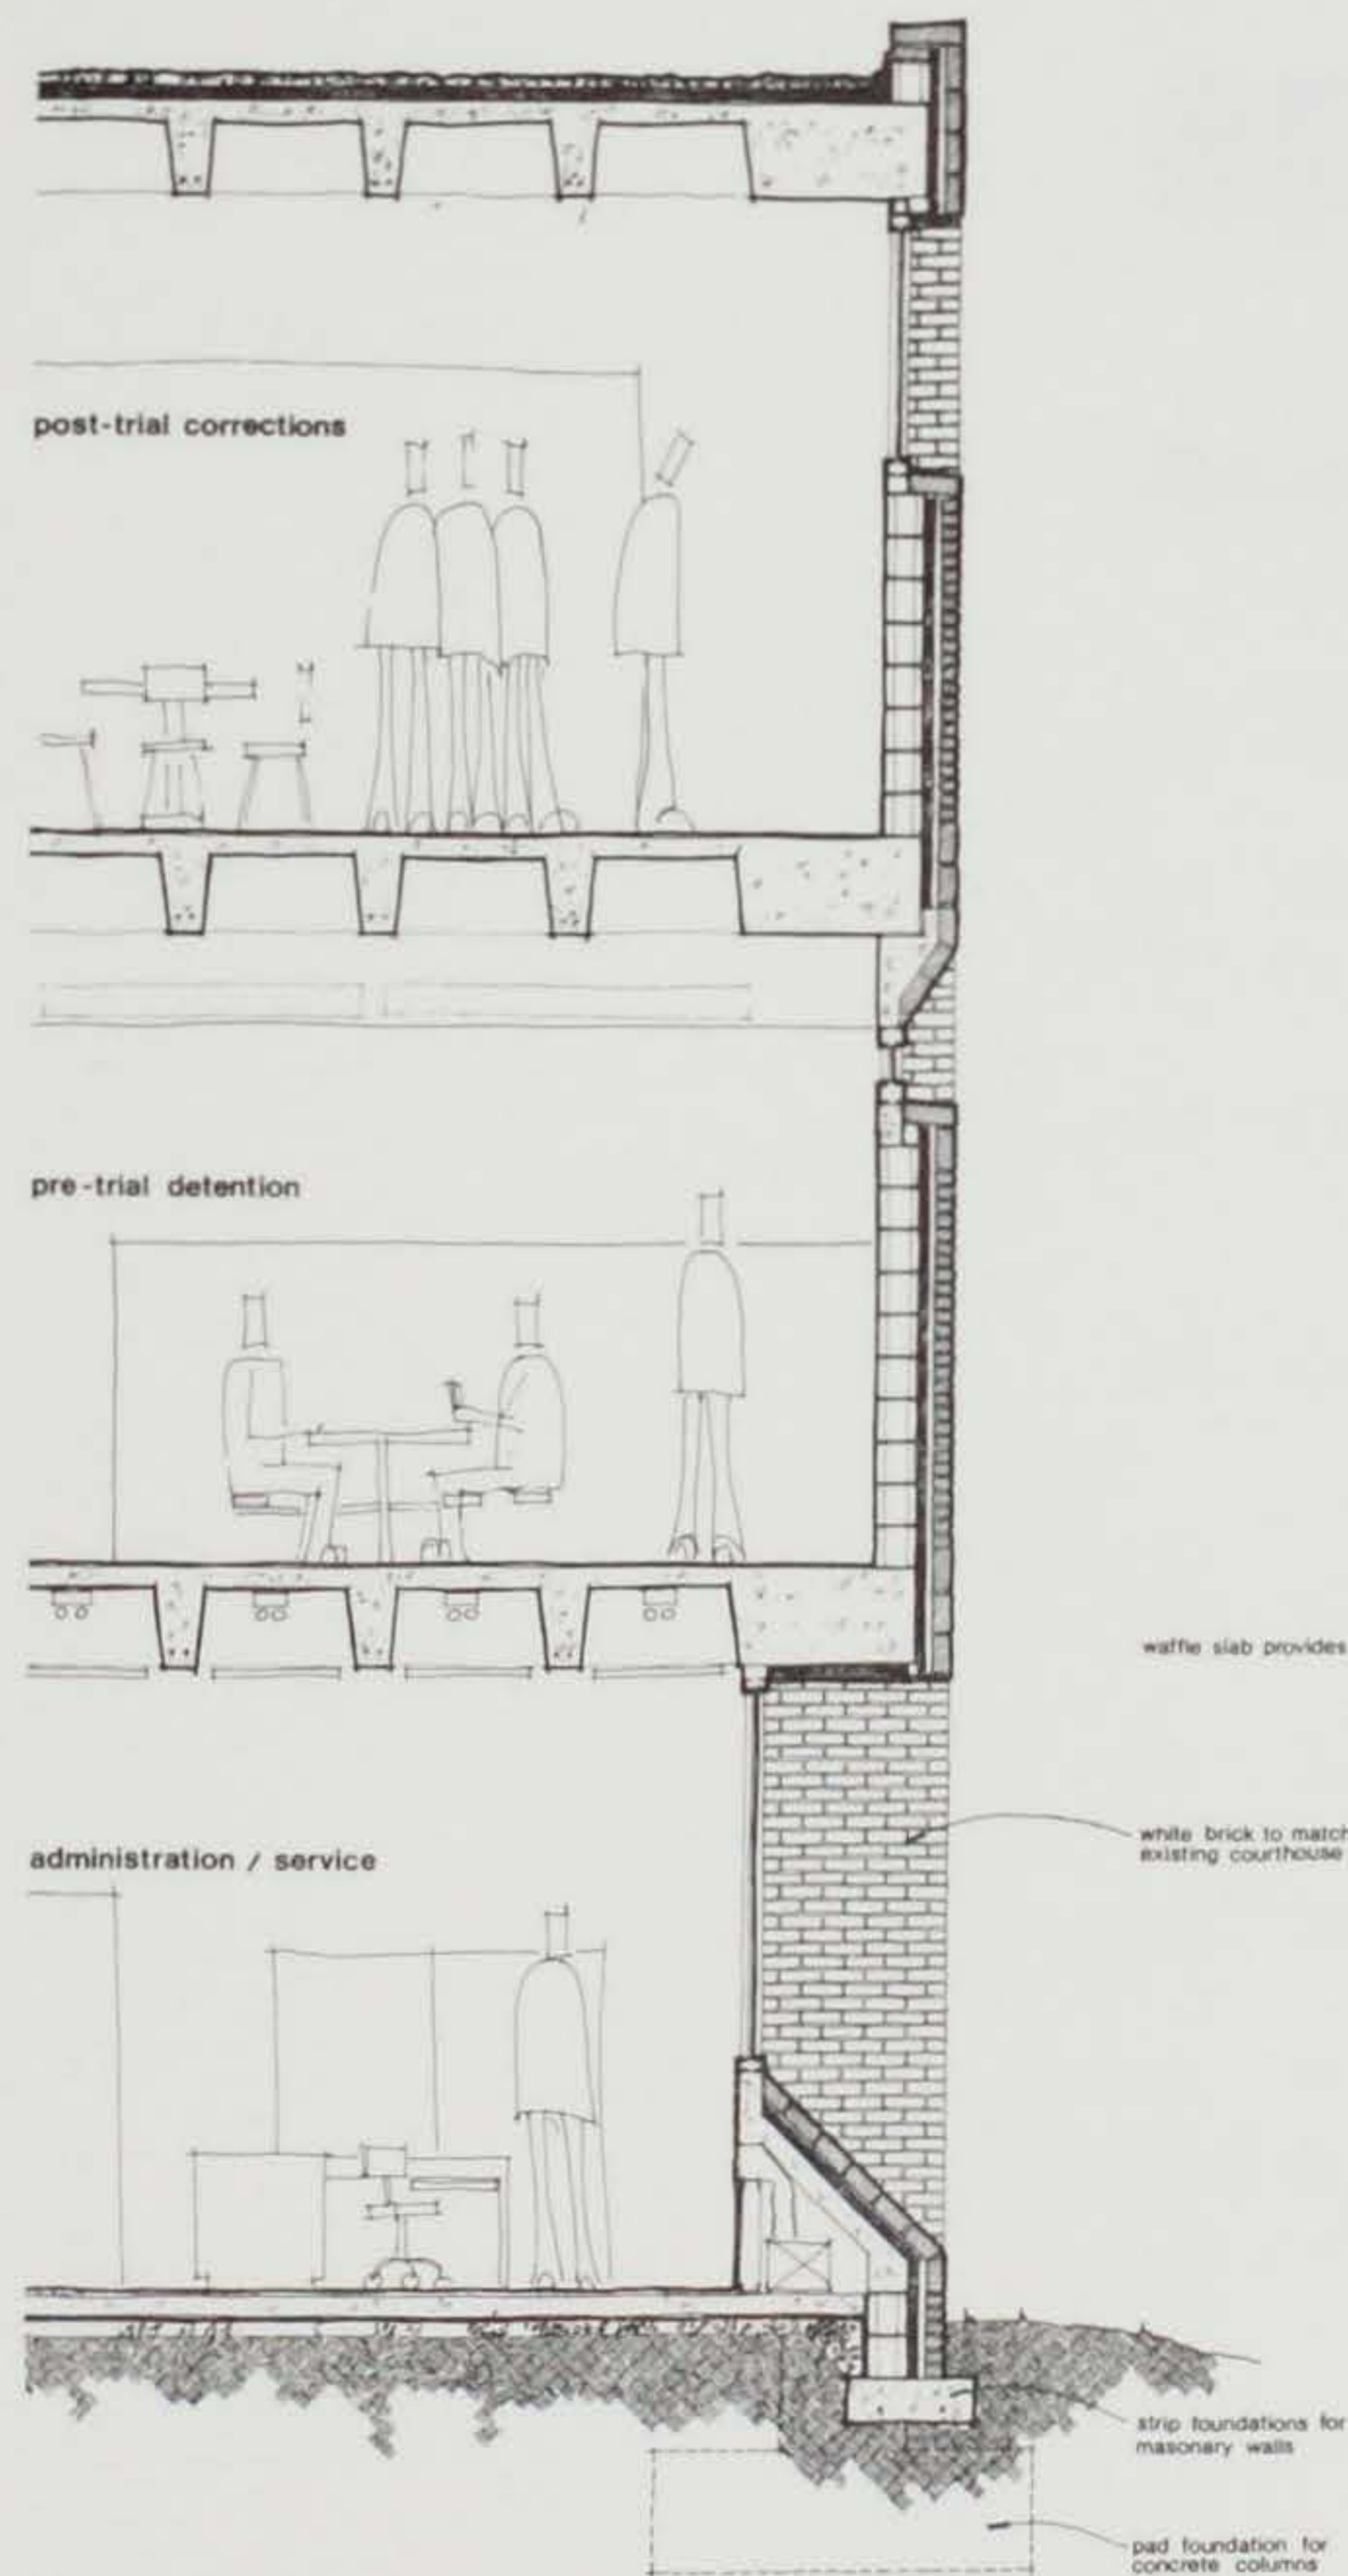 post-trial corrections
pre-trial detention
waffle slab provides
white brick to match
existing courthouse
administration / service
strip foundations for
masonary walls
pad foundation for
concrete columns